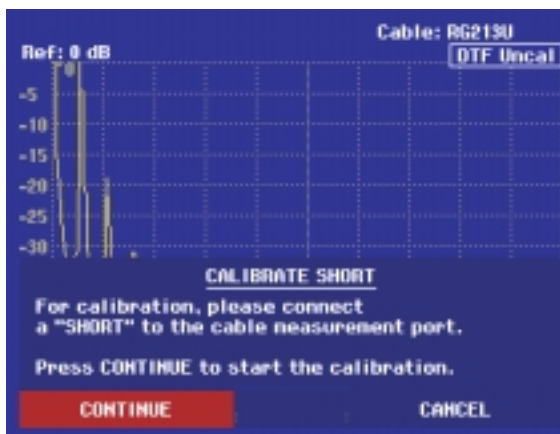 Cable: RG213U
Ref: 0 dB
DTF Uncal
-5
-10
-15
-20
-25
-30
CALIBRATE SHORT
For calibration, please connect
a "SHORT" to the cable measurement port.
Press CONTINUE to start the calibration.
CONTINUE
CANCEL